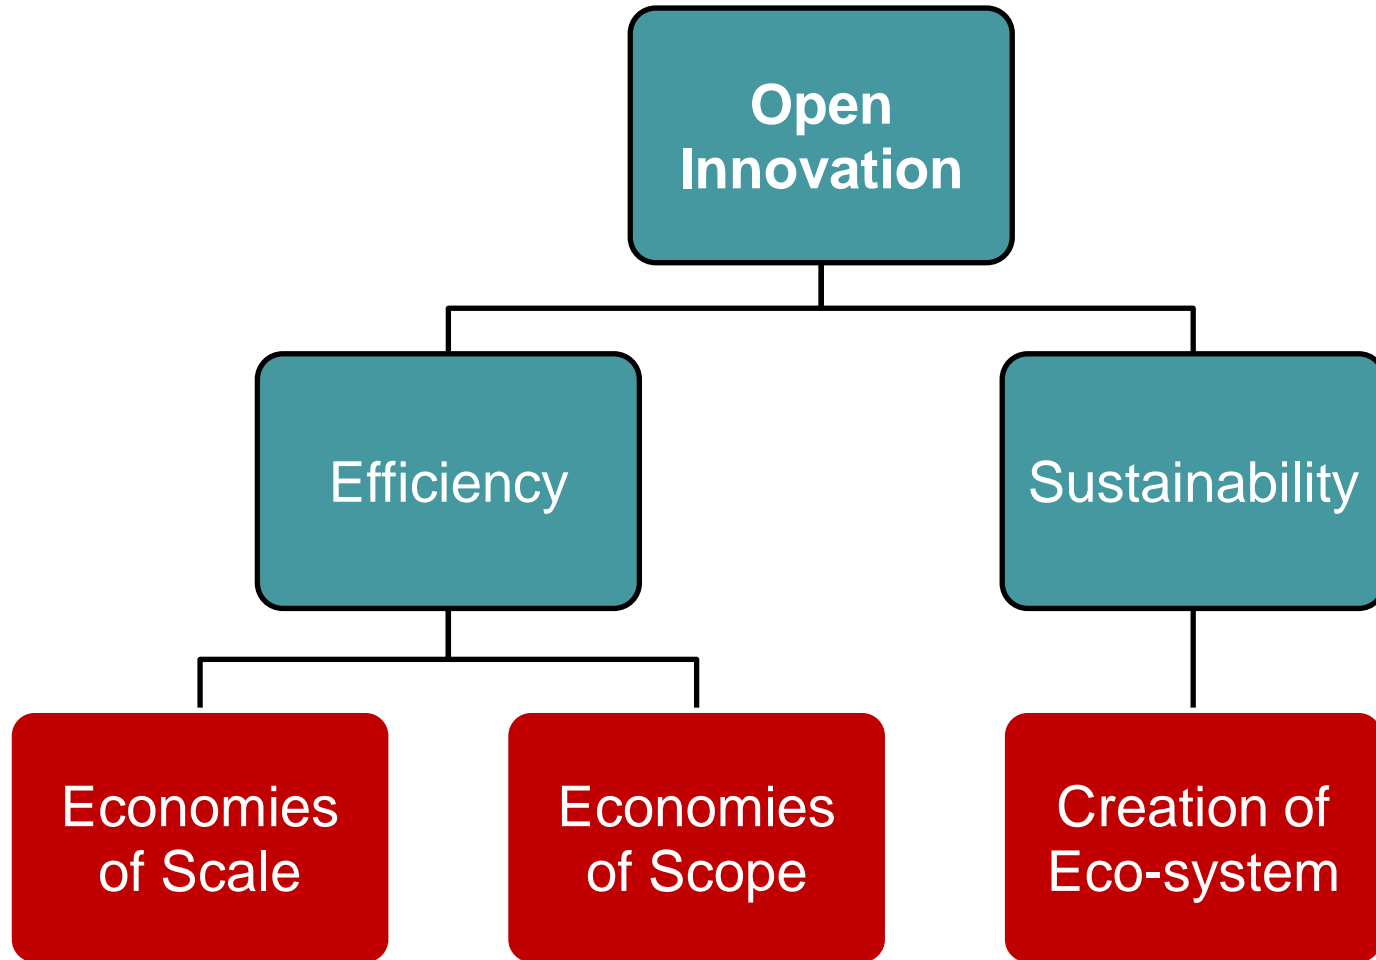 Open
Innovation
Efficiency
Sustainability
Economies
of Scale
Economies
of Scope
Creation of
Eco-system